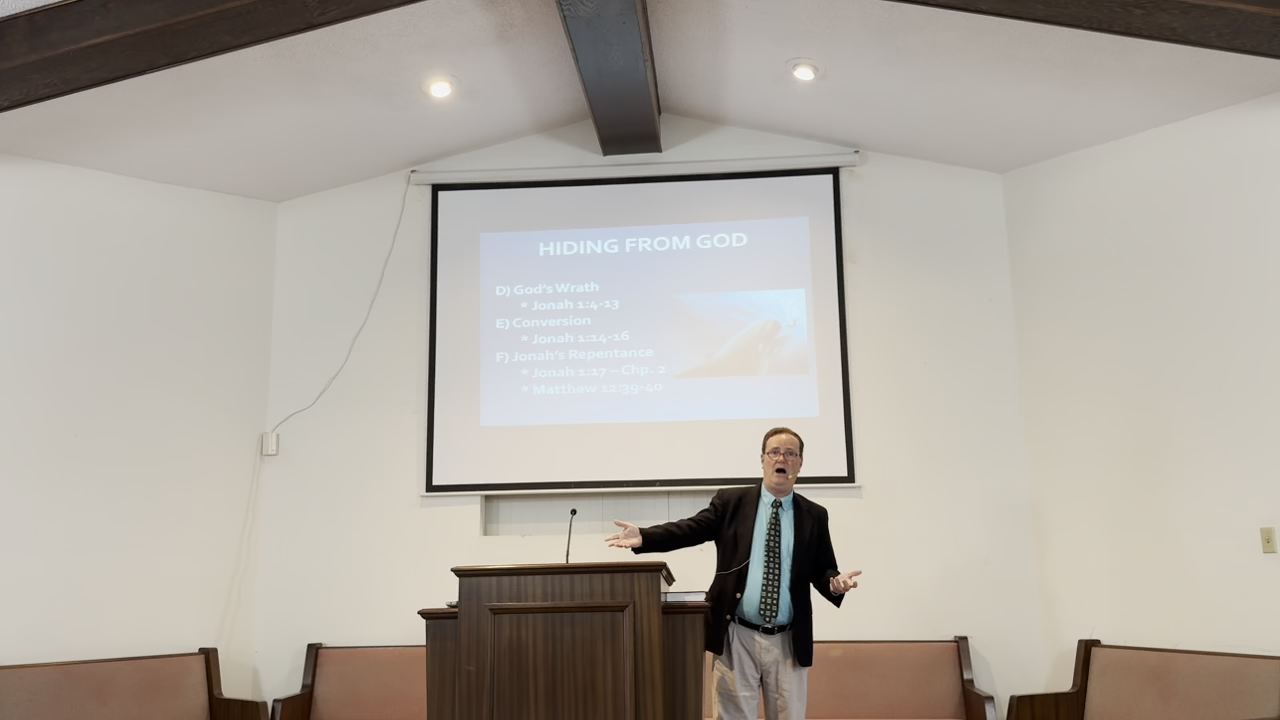 HIDING FROM GOD
D) God's Wrath
* Jonah 1:4-13
E) Conversion
* Jonah 1:14-16
F) Jonah's Repentance
* Jonah 1:17 – Chp. 2
* Matthew 12:39-40